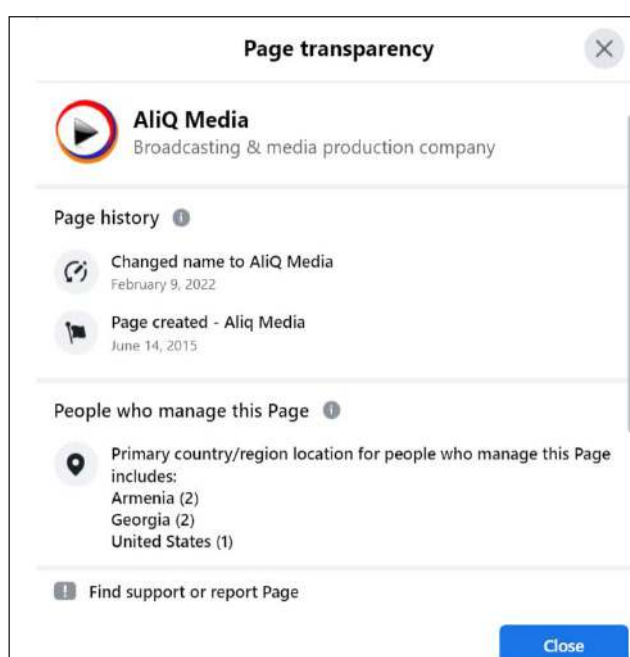 Page transparency
AliQ Media
Broadcasting & media production company
Page history
Changed name to AliQ Media
February 9, 2022
Page created - Aliq Media
June 14, 2015
People who manage this Page
Primary country/region location for people who manage this Page
includes:
Armenia (2)
Georgia (2)
United States (1)
Find support or report Page
Close